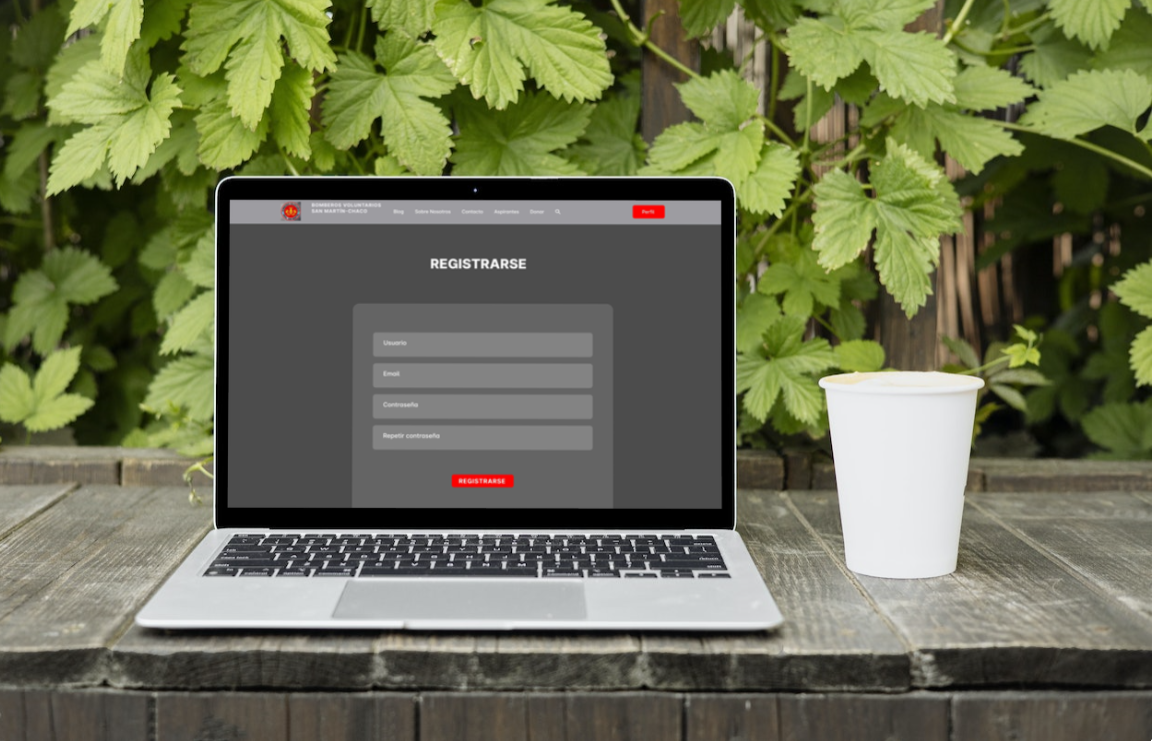 BOMBEROS VOLUNTARIOS
SAN MARTÍN-CHACO
Blog Sobre Nosotros Contacto Aspirantes Donar
Perfil
REGISTRARSE
Usuario
Email
Contraseña
Repetir contraseña
REGISTRARSE